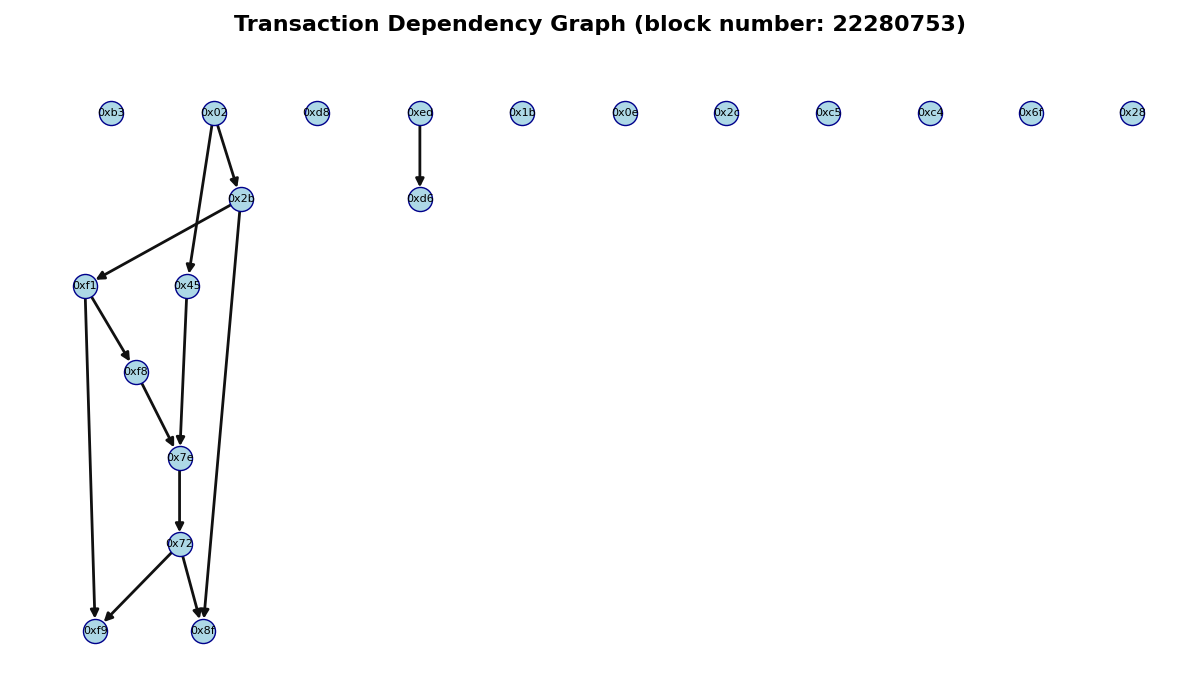 Transaction Dependency Graph (block number: 22280753)
0xb3 0x02 0xd8 0xed 0x1b 0x0e 0x2c 0xc5 0xc4 0x6f 0x28
0x2b 0xd6
0xf1 0x45
0xf8
0x7e
0x72
0xf9 0x8f